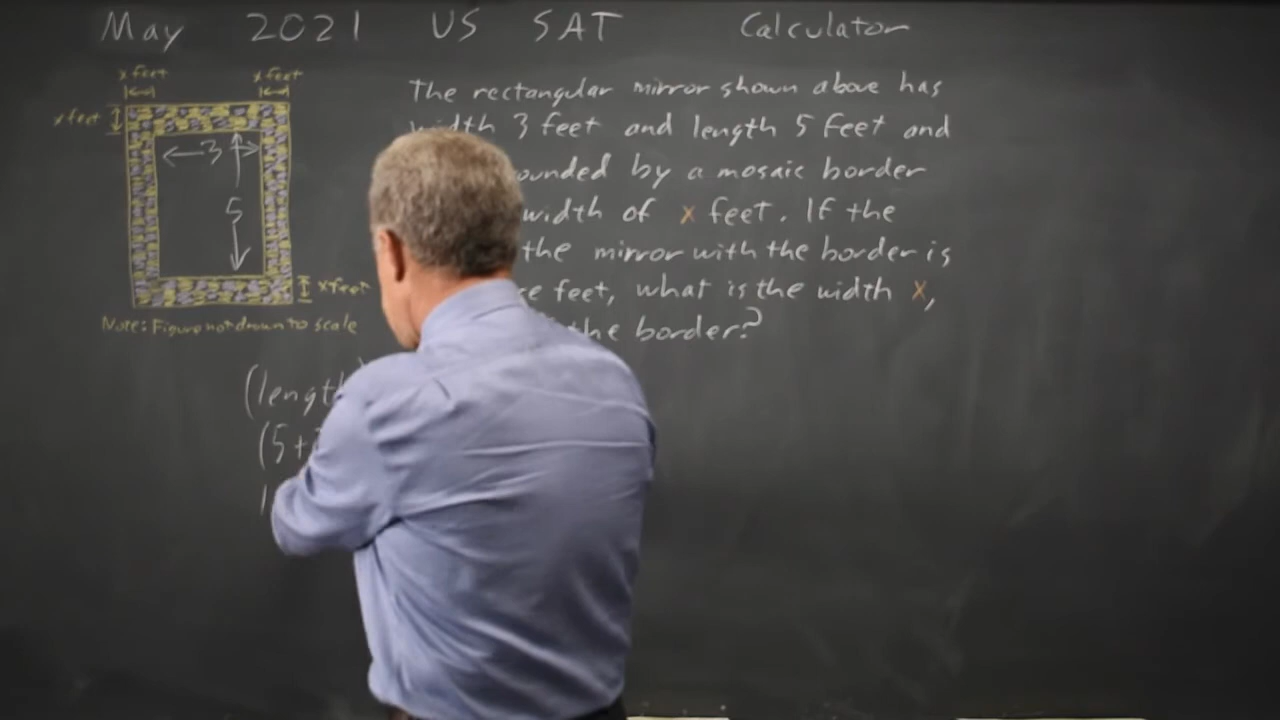 May 2021 US SAT Calculator
x feet x feet
x feet
3
5
x feet
Note: Figure not drawn to scale
The rectangular mirror shown above has
3 feet and length 5 feet and
by a mosaic border
of x feet. If the
the mirror with the border is
feet, what is the width x,
the border?
(length
(5+